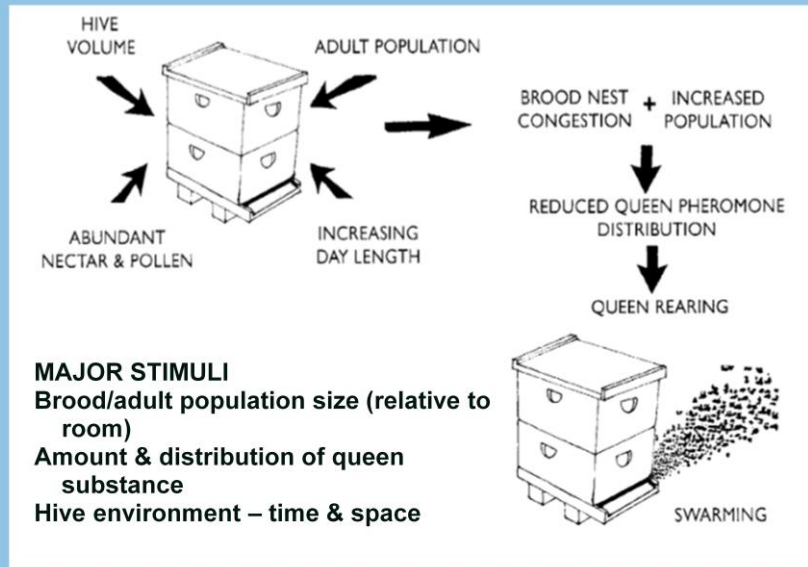 HIVE
VOLUME
ADULT POPULATION
ABUNDANT
NECTAR & POLLEN
INCREASING
DAY LENGTH
BROOD NEST
CONGESTION
+
INCREASED
POPULATION
REDUCED QUEEN PHEROMONE
DISTRIBUTION
QUEEN REARING
SWARMING
MAJOR STIMULI
Brood/adult population size (relative to
room)
Amount & distribution of queen
substance
Hive environment – time & space